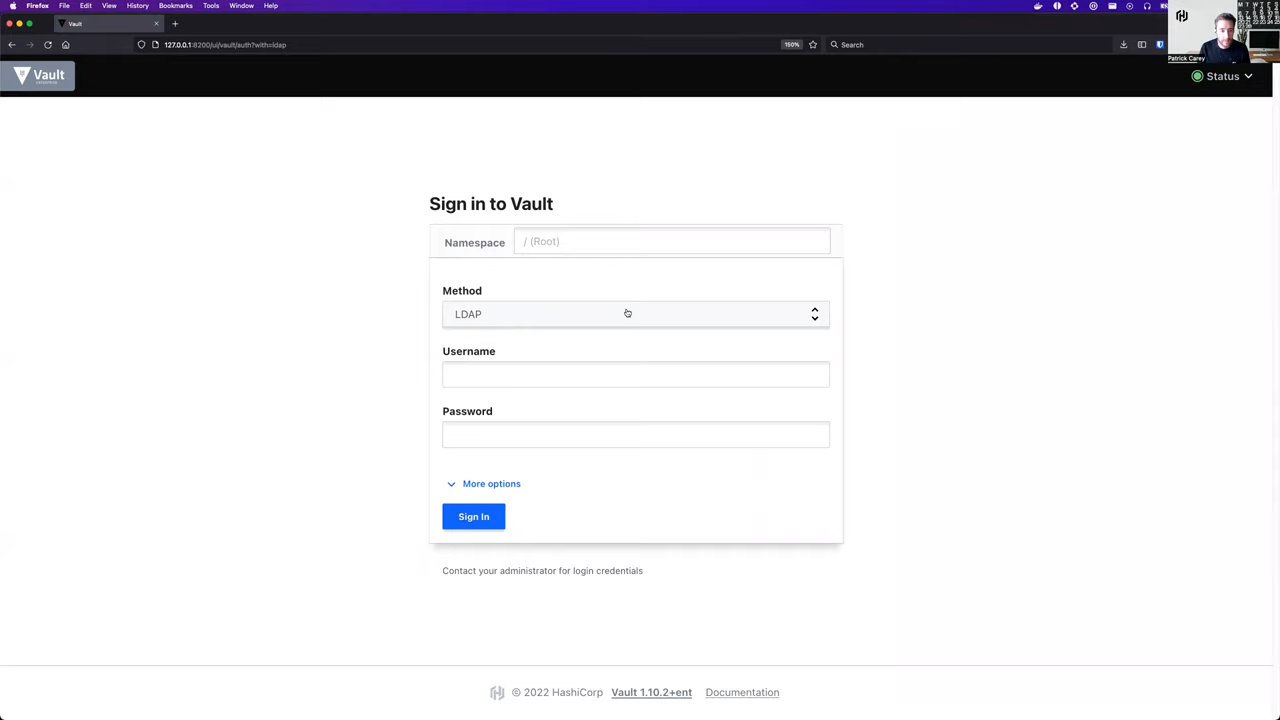 Firefox File Edit View History Bookmarks Tools Window Help
Vault
127.0.0.1:8200/ui/vault/auth?with=ldap
150%
Search
Patrick Carey
Vault
Status
Sign in to Vault
Namespace
/ (Root)
Method
LDAP
Username
Password
More options
Sign In
Contact your administrator for login credentials
© 2022 HashiCorp Vault 1.10.2+ent Documentation